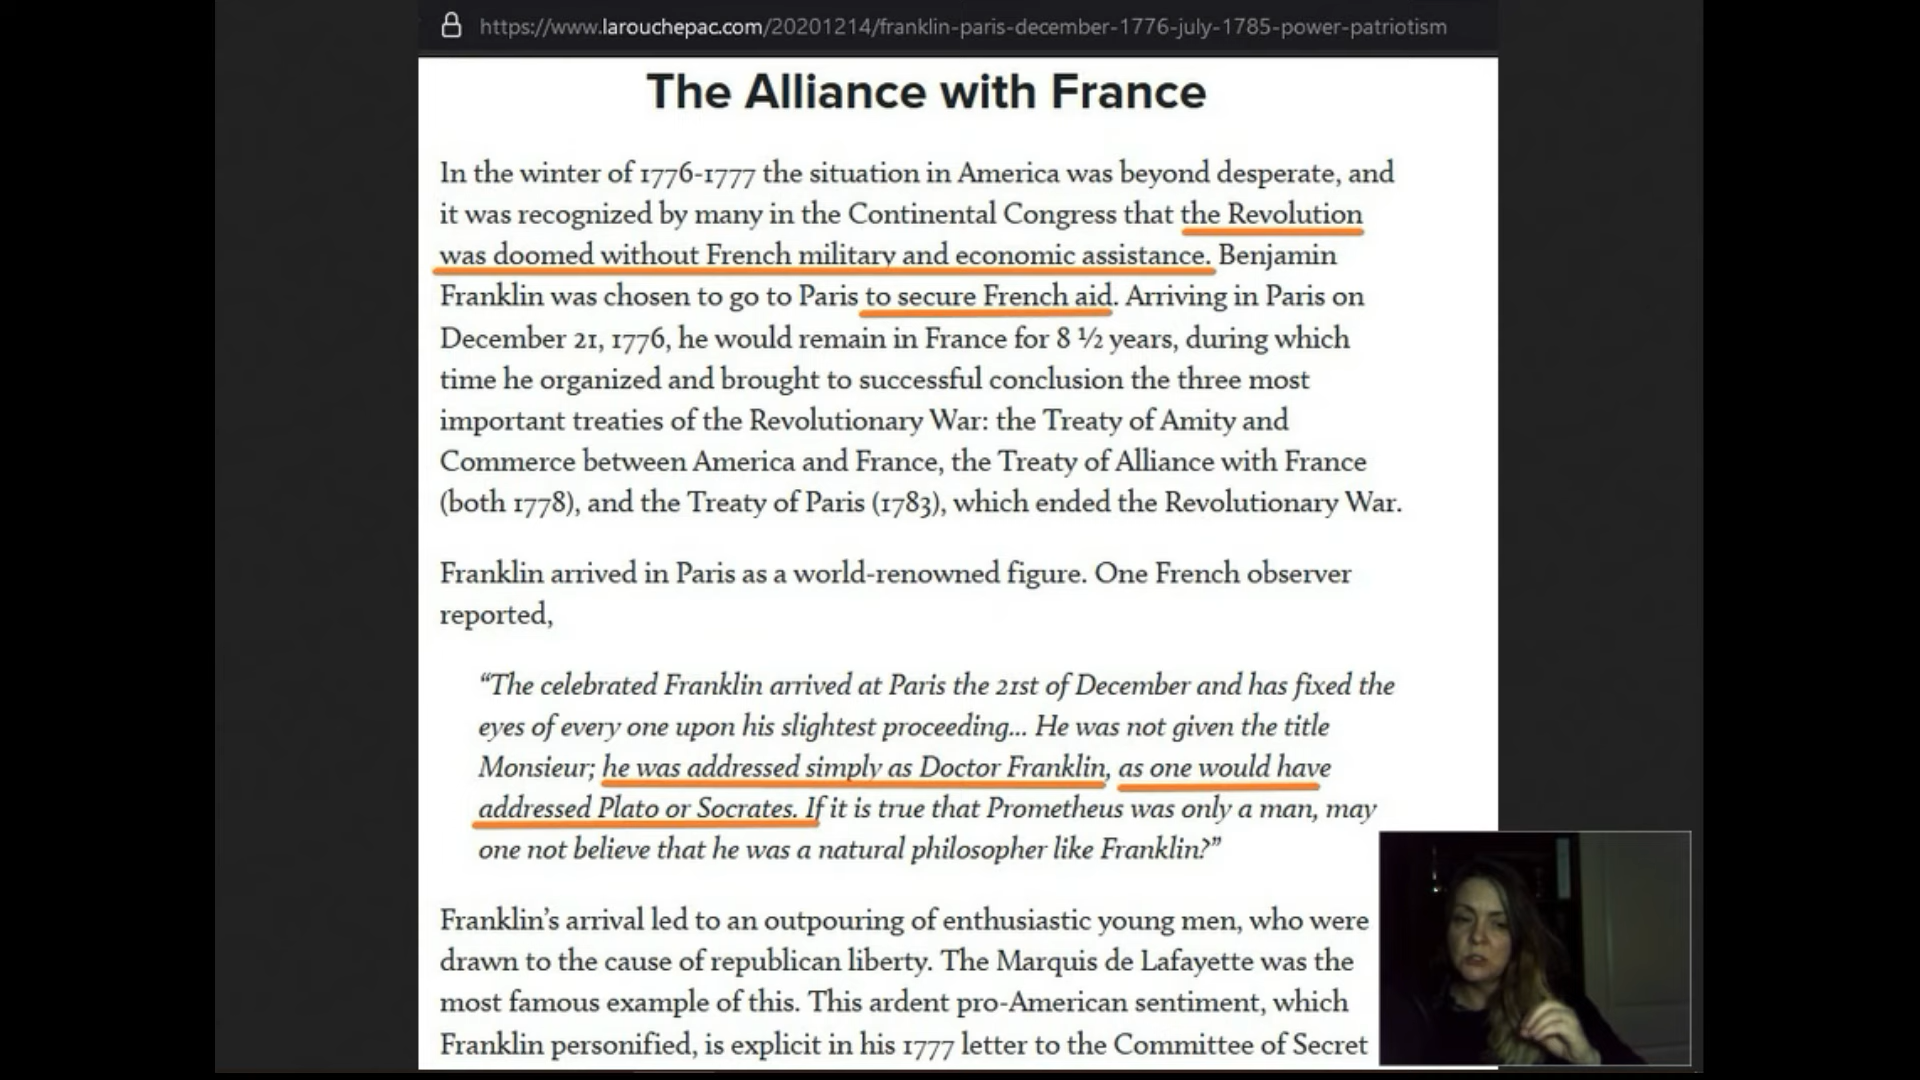 https://www.larouchepac.com/20201214/franklin-paris-december-1776-july-1785-power-patriotism
The Alliance with France
In the winter of 1776-1777 the situation in America was beyond desperate, and
it was recognized by many in the Continental Congress that the Revolution
was doomed without French military and economic assistance. Benjamin
Franklin was chosen to go to Paris to secure French aid. Arriving in Paris on
December 21, 1776, he would remain in France for 8 ½ years, during which
time he organized and brought to successful conclusion the three most
important treaties of the Revolutionary War: the Treaty of Amity and
Commerce between America and France, the Treaty of Alliance with France
(both 1778), and the Treaty of Paris (1783), which ended the Revolutionary War.
Franklin arrived in Paris as a world-renowned figure. One French observer
reported,
“The celebrated Franklin arrived at Paris the 21st of December and has fixed the
eyes of every one upon his slightest proceeding... He was not given the title
Monsieur; he was addressed simply as Doctor Franklin, as one would have
addressed Plato or Socrates. If it is true that Prometheus was only a man, may
one not believe that he was a natural philosopher like Franklin?”
Franklin’s arrival led to an outpouring of enthusiastic young men, who were
drawn to the cause of republican liberty. The Marquis de Lafayette was the
most famous example of this. This ardent pro-American sentiment, which
Franklin personified, is explicit in his 1777 letter to the Committee of Secret